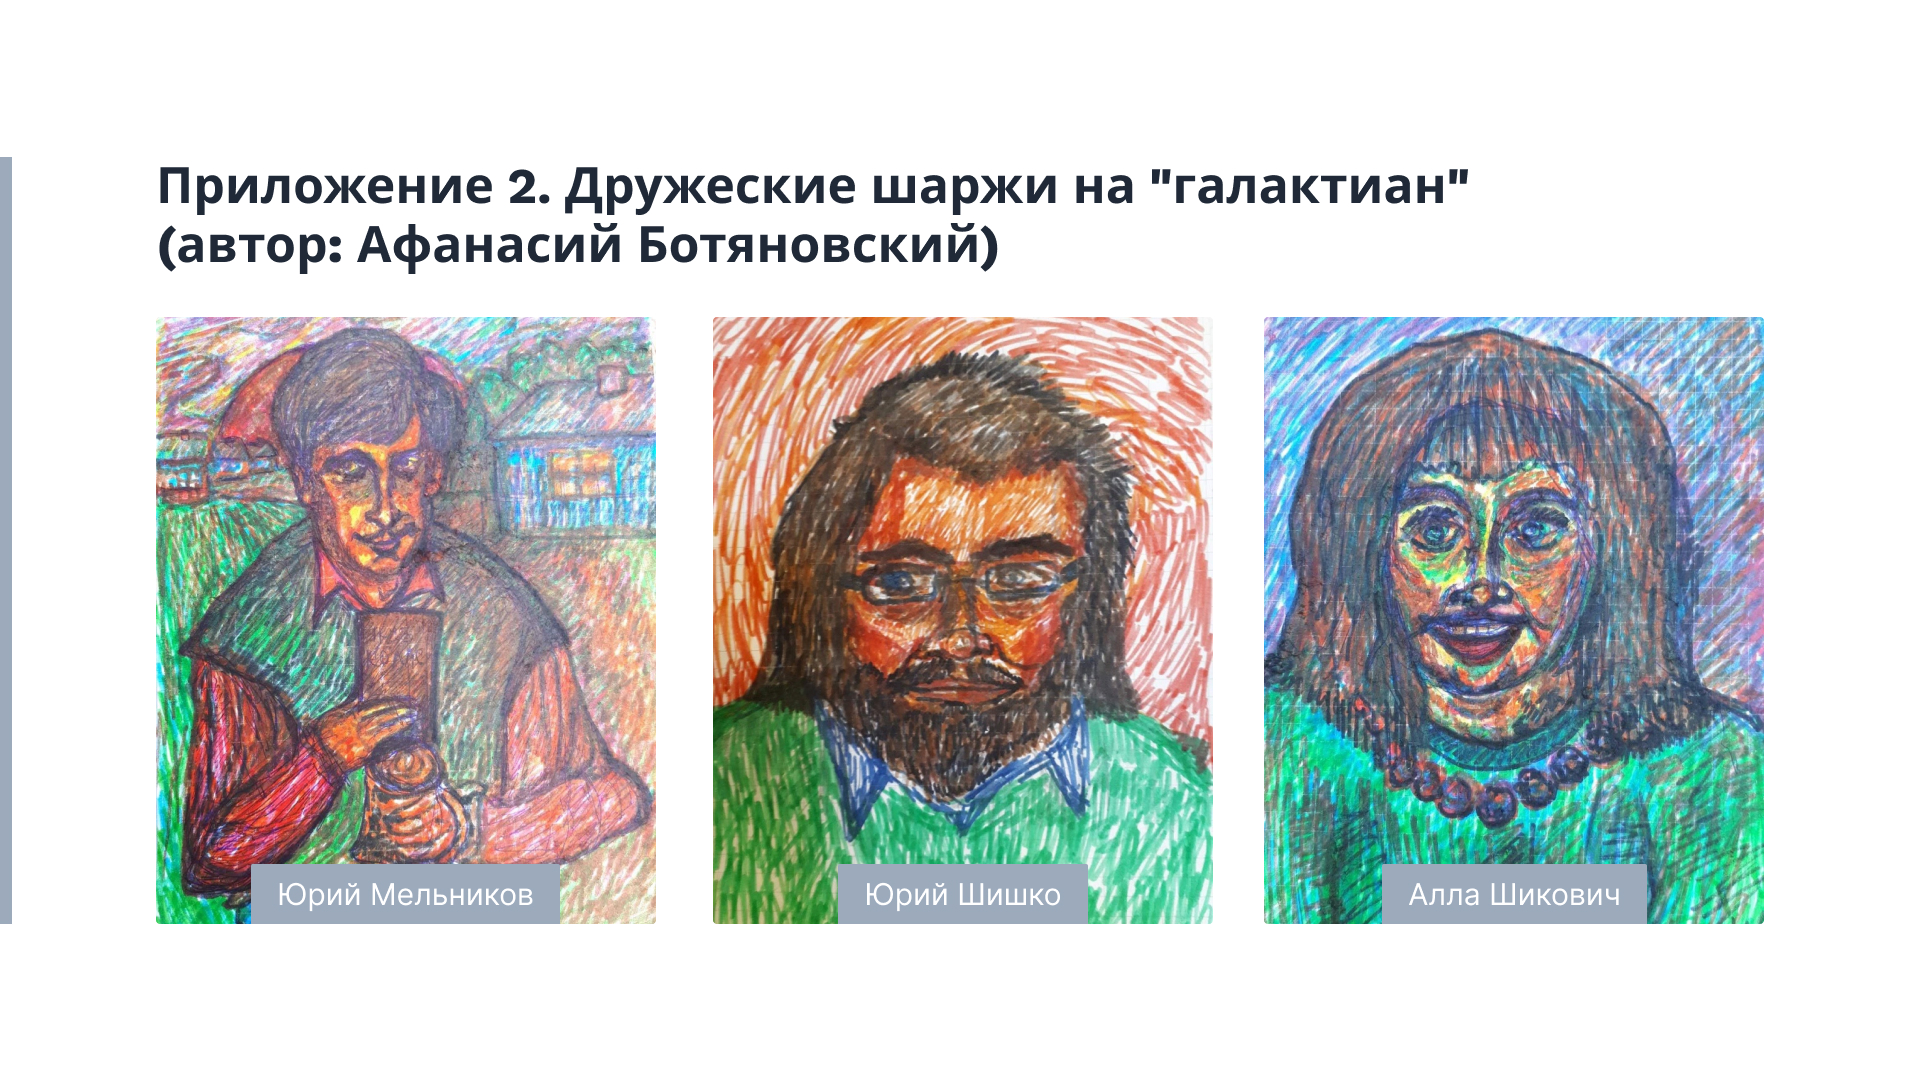 Приложение 2. Дружеские шаржи на "галактиан"
(автор: Афанасий Ботяновский)
Юрий Мельников
Юрий Шишко
Алла Шикович